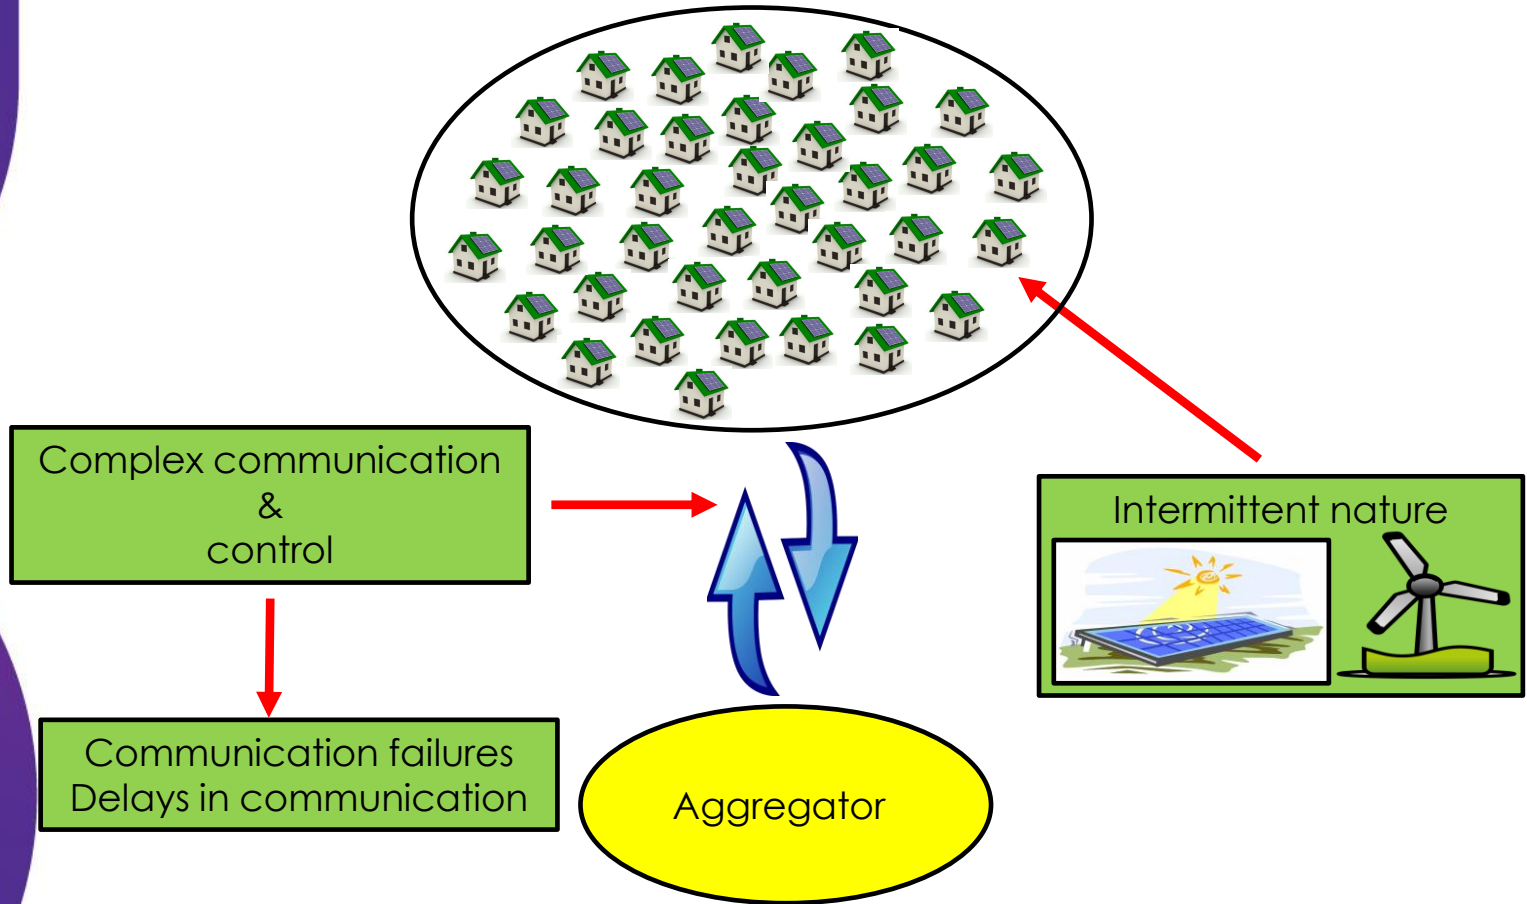 Complex communication
&
control
Intermittent nature
Communication failures
Delays in communication
Aggregator